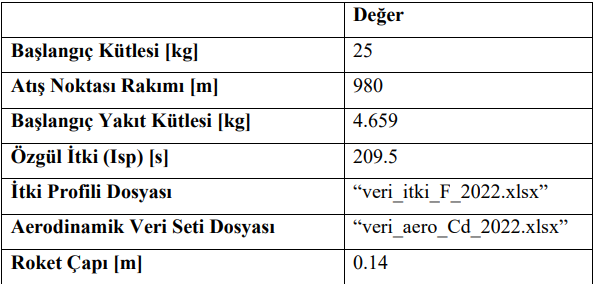 Değer
Başlangıç Kütlesi [kg] 25
Atış Noktası Rakımı [m] 980
Başlangıç Yakıt Kütlesi [kg] 4.659
Özgül İtki (Isp) [s] 209.5
İtki Profili Dosyası “veri_itki_F_2022.xlsx”
Aerodinamik Veri Seti Dosyası “veri_aero_Cd_2022.xlsx”
Roket Çapı [m] 0.14